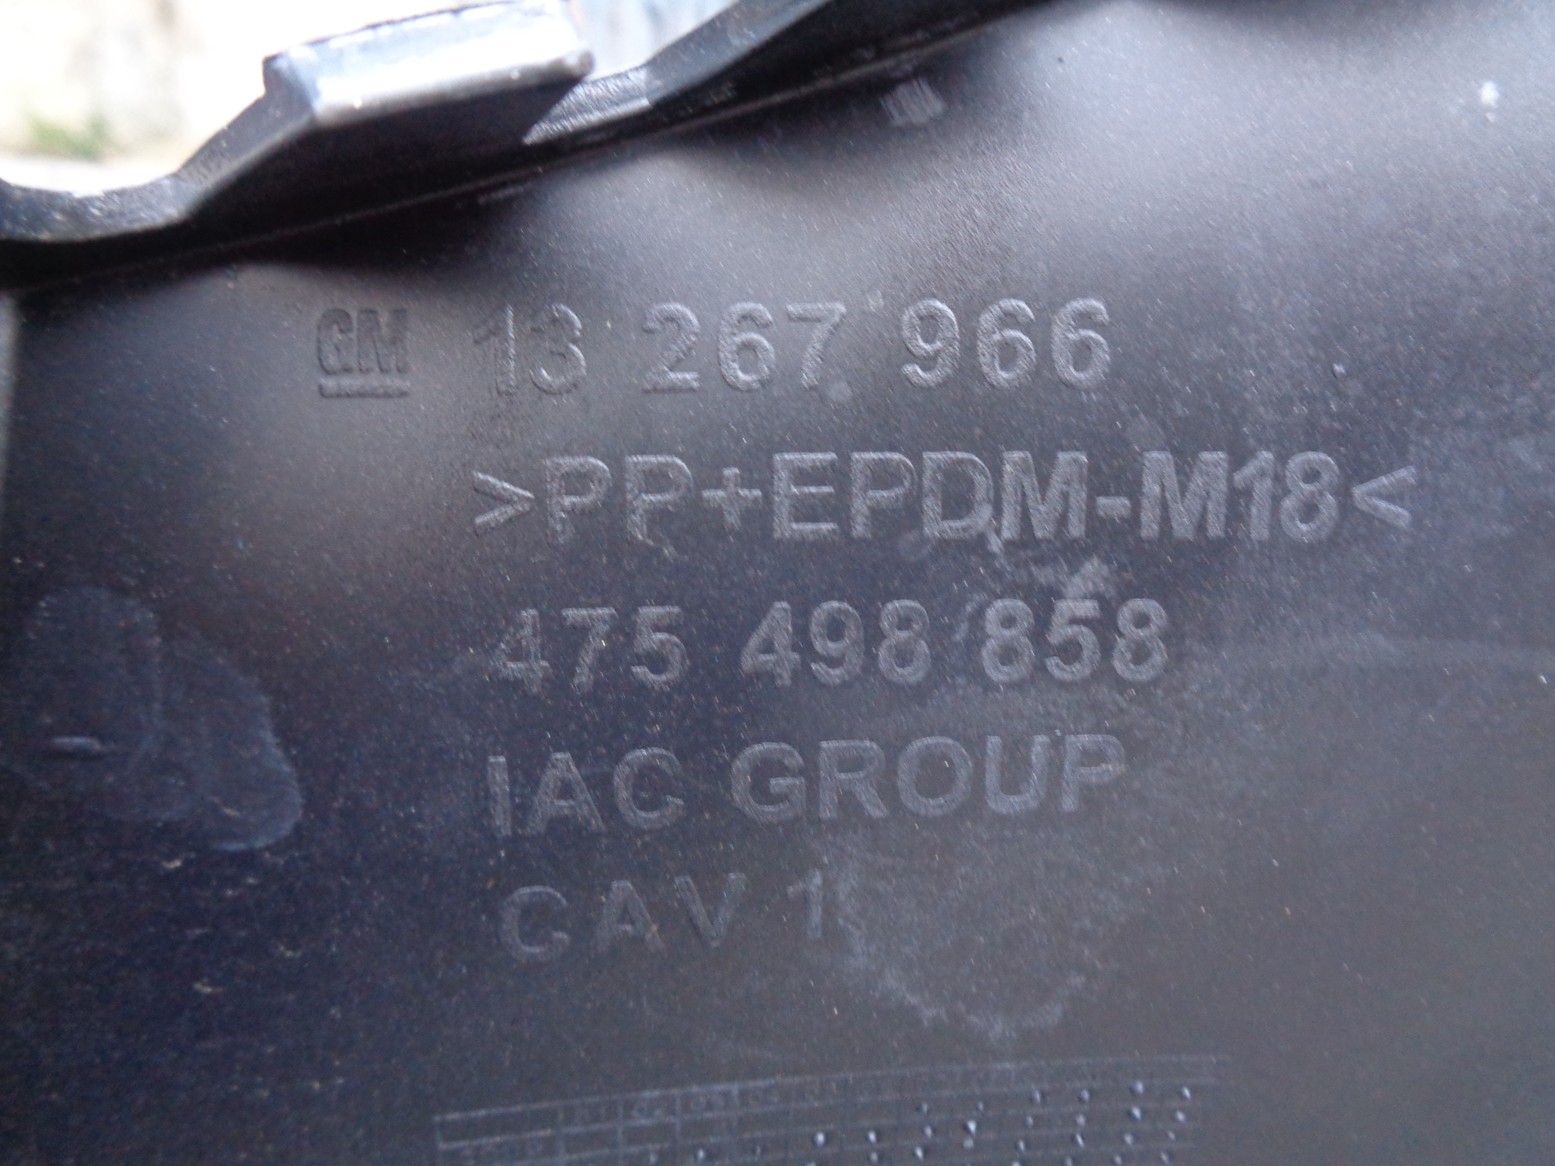 GM 13 267 966
>PP+EPDM-M18<
475 498 858
IAC GROUP
CAV 1